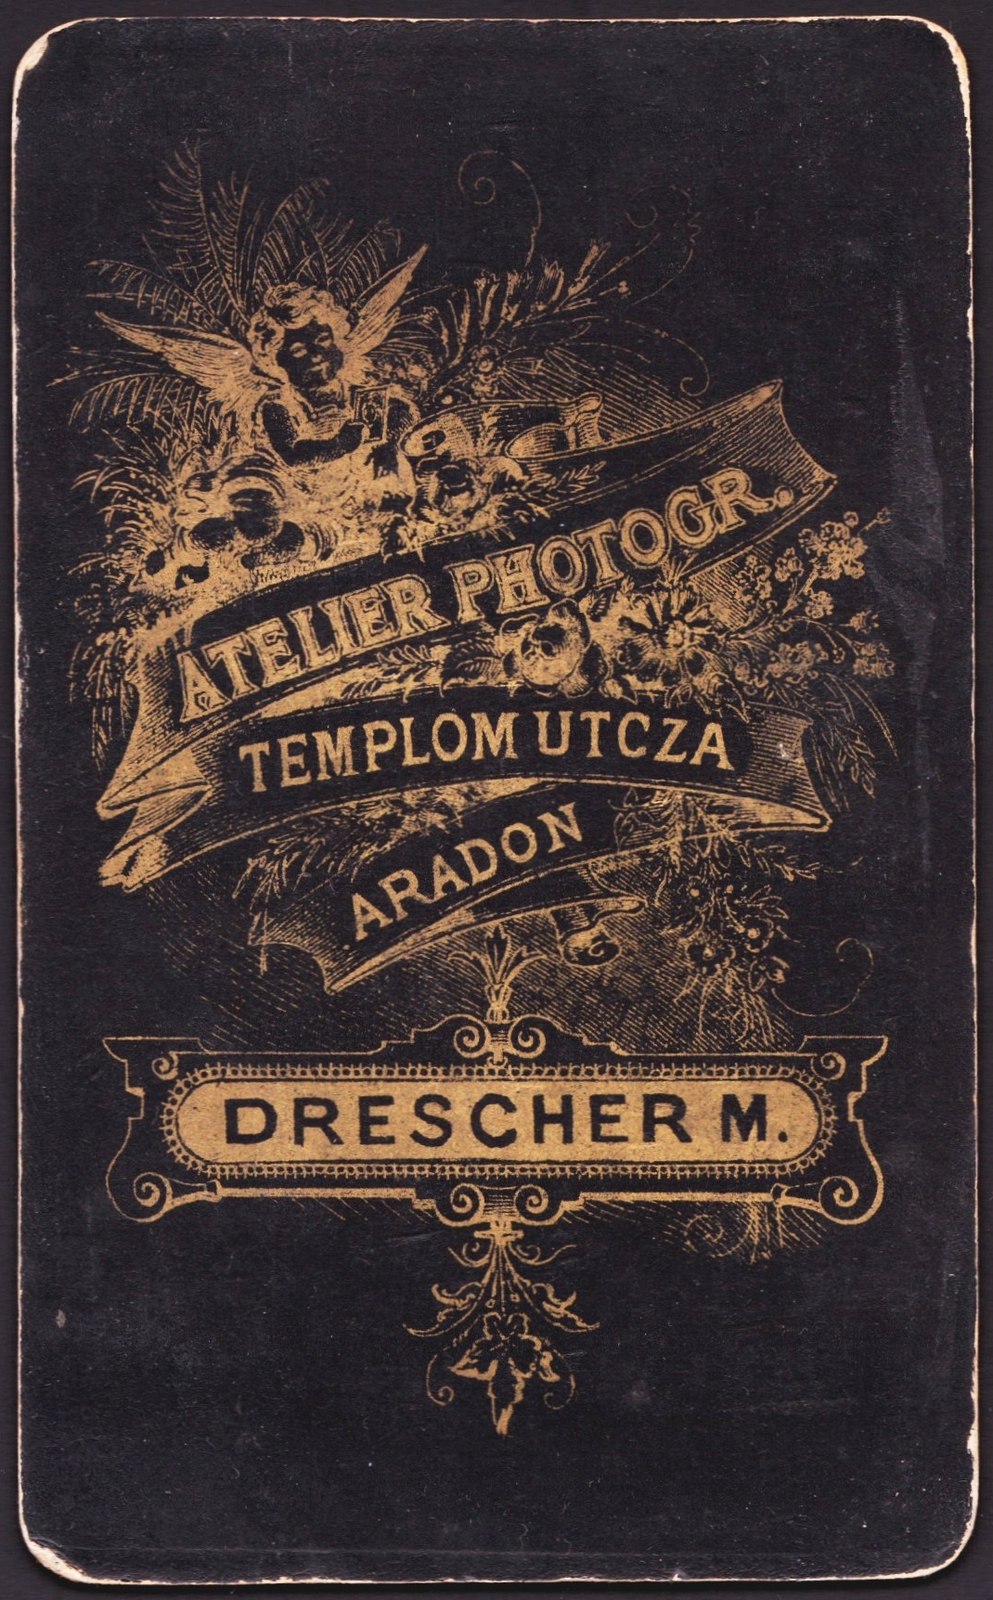 ATELIER PHOTOGR.
TEMPLOM UTCZA
ARADON
DRESCHER M.